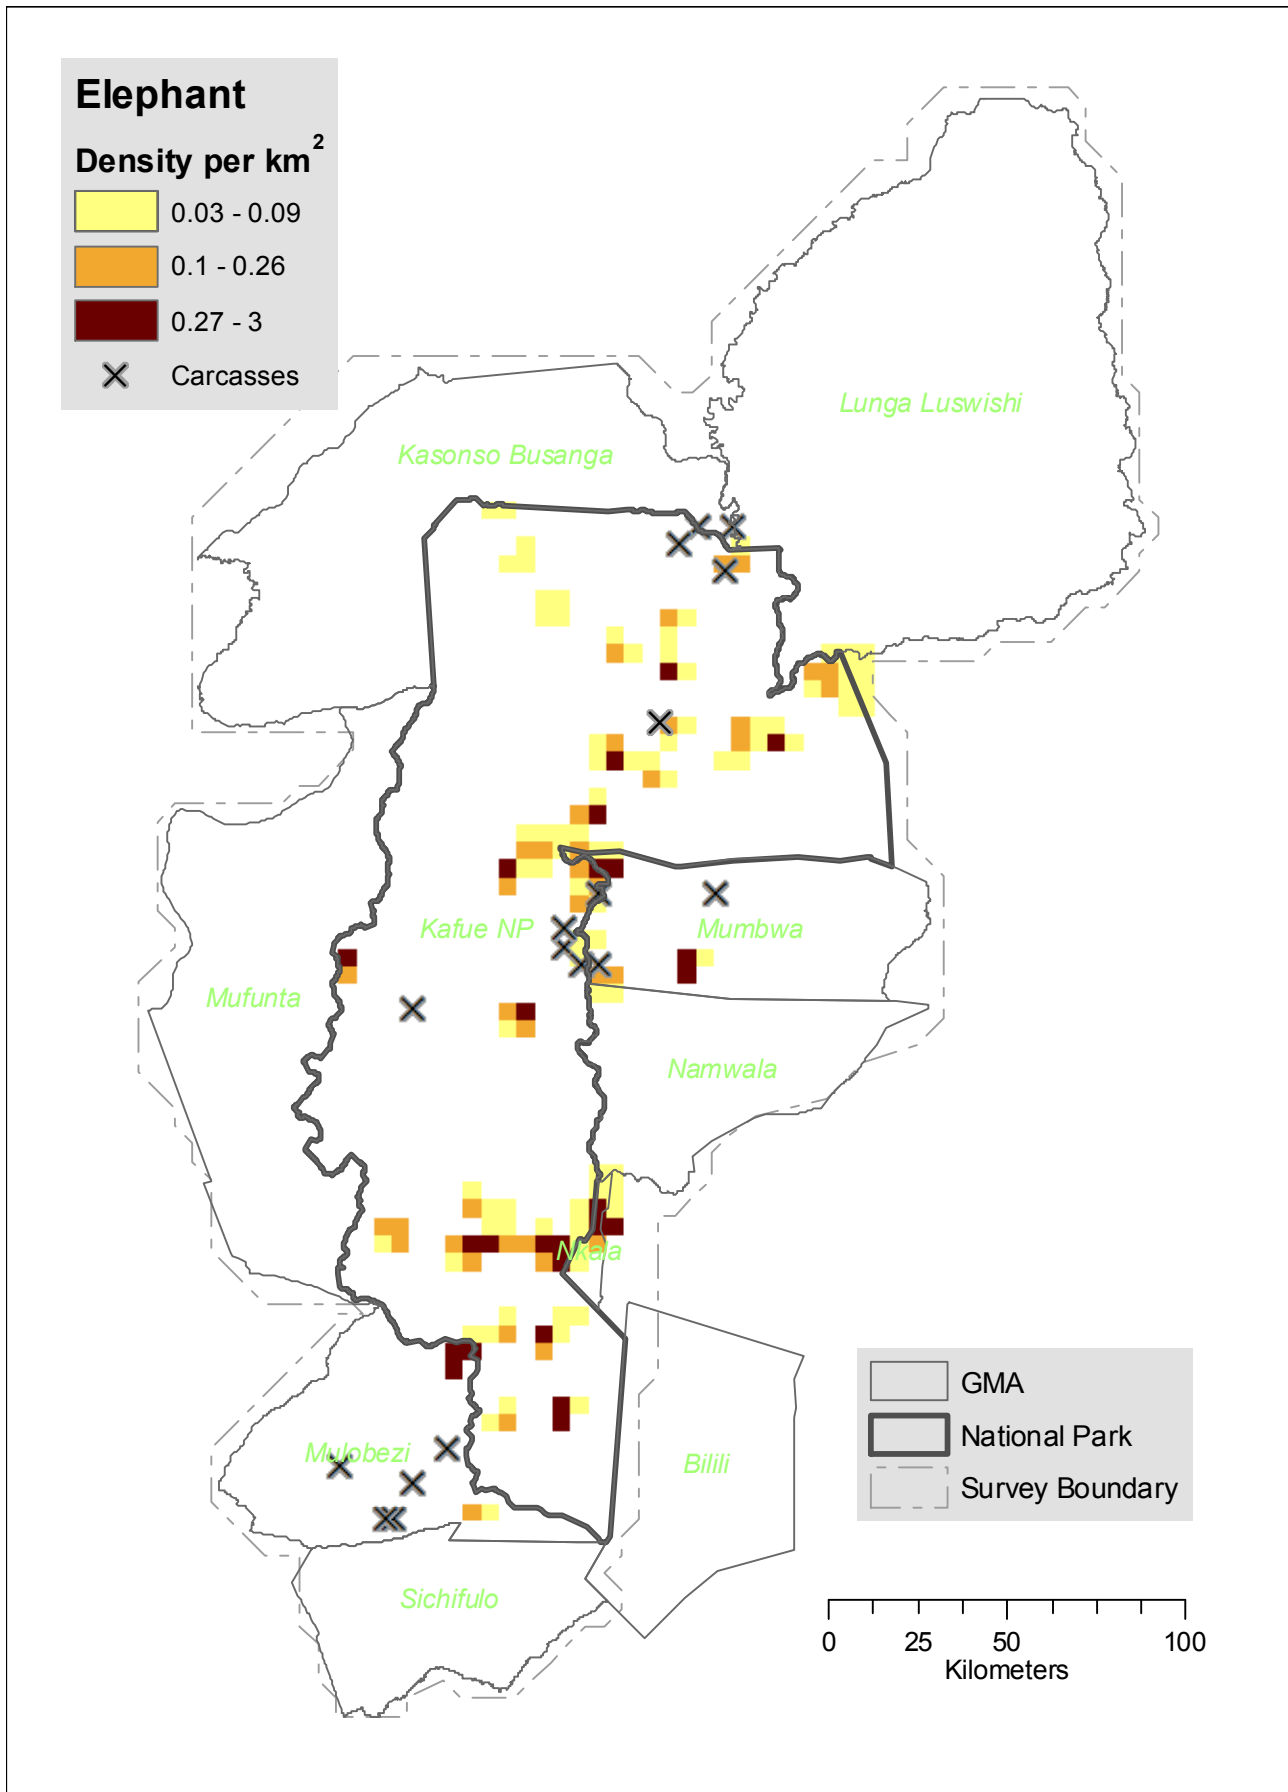 Elephant
Density per km²
0.03 - 0.09
0.1 - 0.26
0.27 - 3
Carcasses
Lunga Luswishi
Kasonso Busanga
Kafue NP
Mumbwa
Mufunta
Namwala
Nkala
Mulobezi
Bilili
Sichifulo
GMA
National Park
Survey Boundary
0 25 50 100
Kilometers